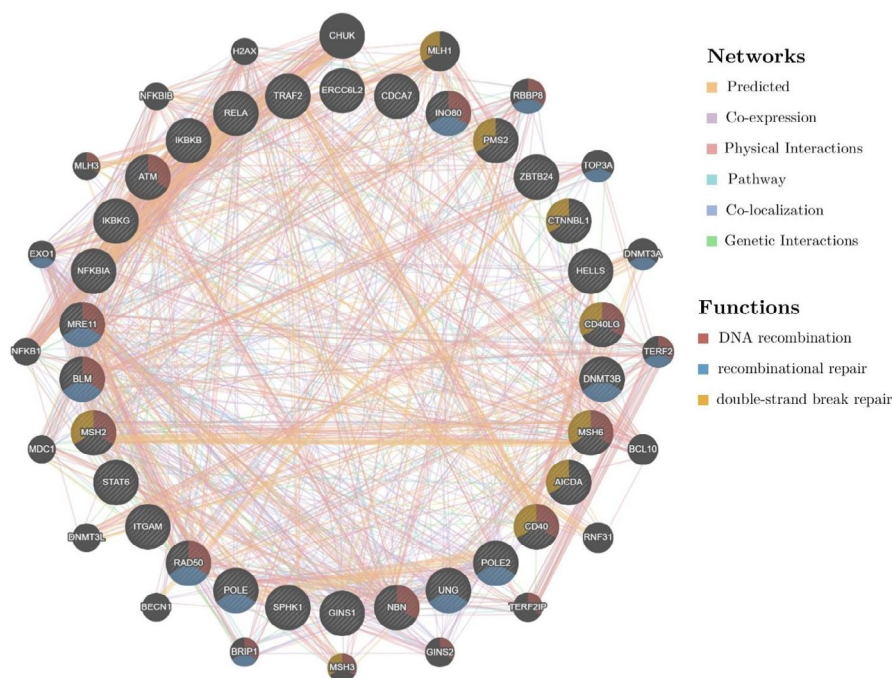 CHUK
H2AX
MLH1
NFKBIB
RELA
TRAF2
ERCC6L2
CDCA7
INO80
RBBP8
IKBKB
PMS2
MLH3
ATM
ZBTB24
TOP3A
IKBKG
CTNNBL1
EXO1
NFKBIA
HELLS
DNMT3A
MRE11
CD40LG
NFKB1
TERF2
BLM
DNMT3B
MSH2
MSH6
MDC1
BCL10
STAT6
AICDA
DNMT3L
ITGAM
CD40
RNF31
RAD50
POLE2
BECN1
POLE
SPHK1
GINS1
NBN
UNG
TERF2IP
BRIP1
MSH3
GINS2
Networks
Predicted
Co-expression
Physical Interactions
Pathway
Co-localization
Genetic Interactions
Functions
DNA recombination
recombinational repair
double-strand break repair